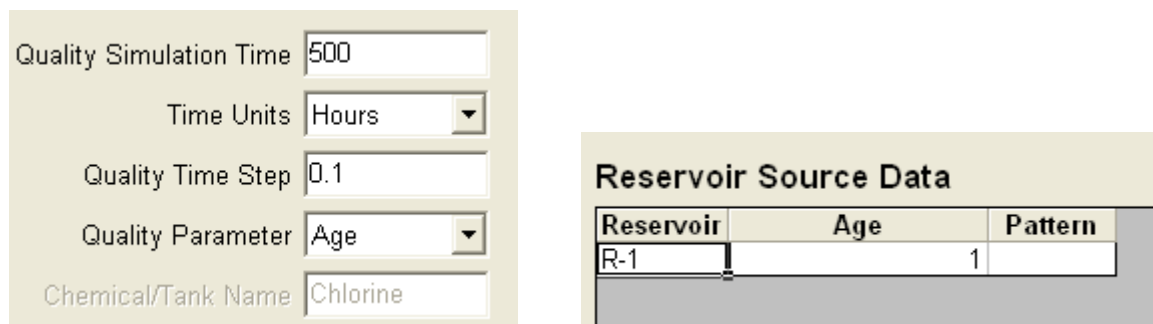 Quality Simulation Time 500
Time Units Hours
Quality Time Step 0.1
Quality Parameter Age
Chemical/Tank Name Chlorine
Reservoir Source Data
Reservoir Age Pattern
R-1 1